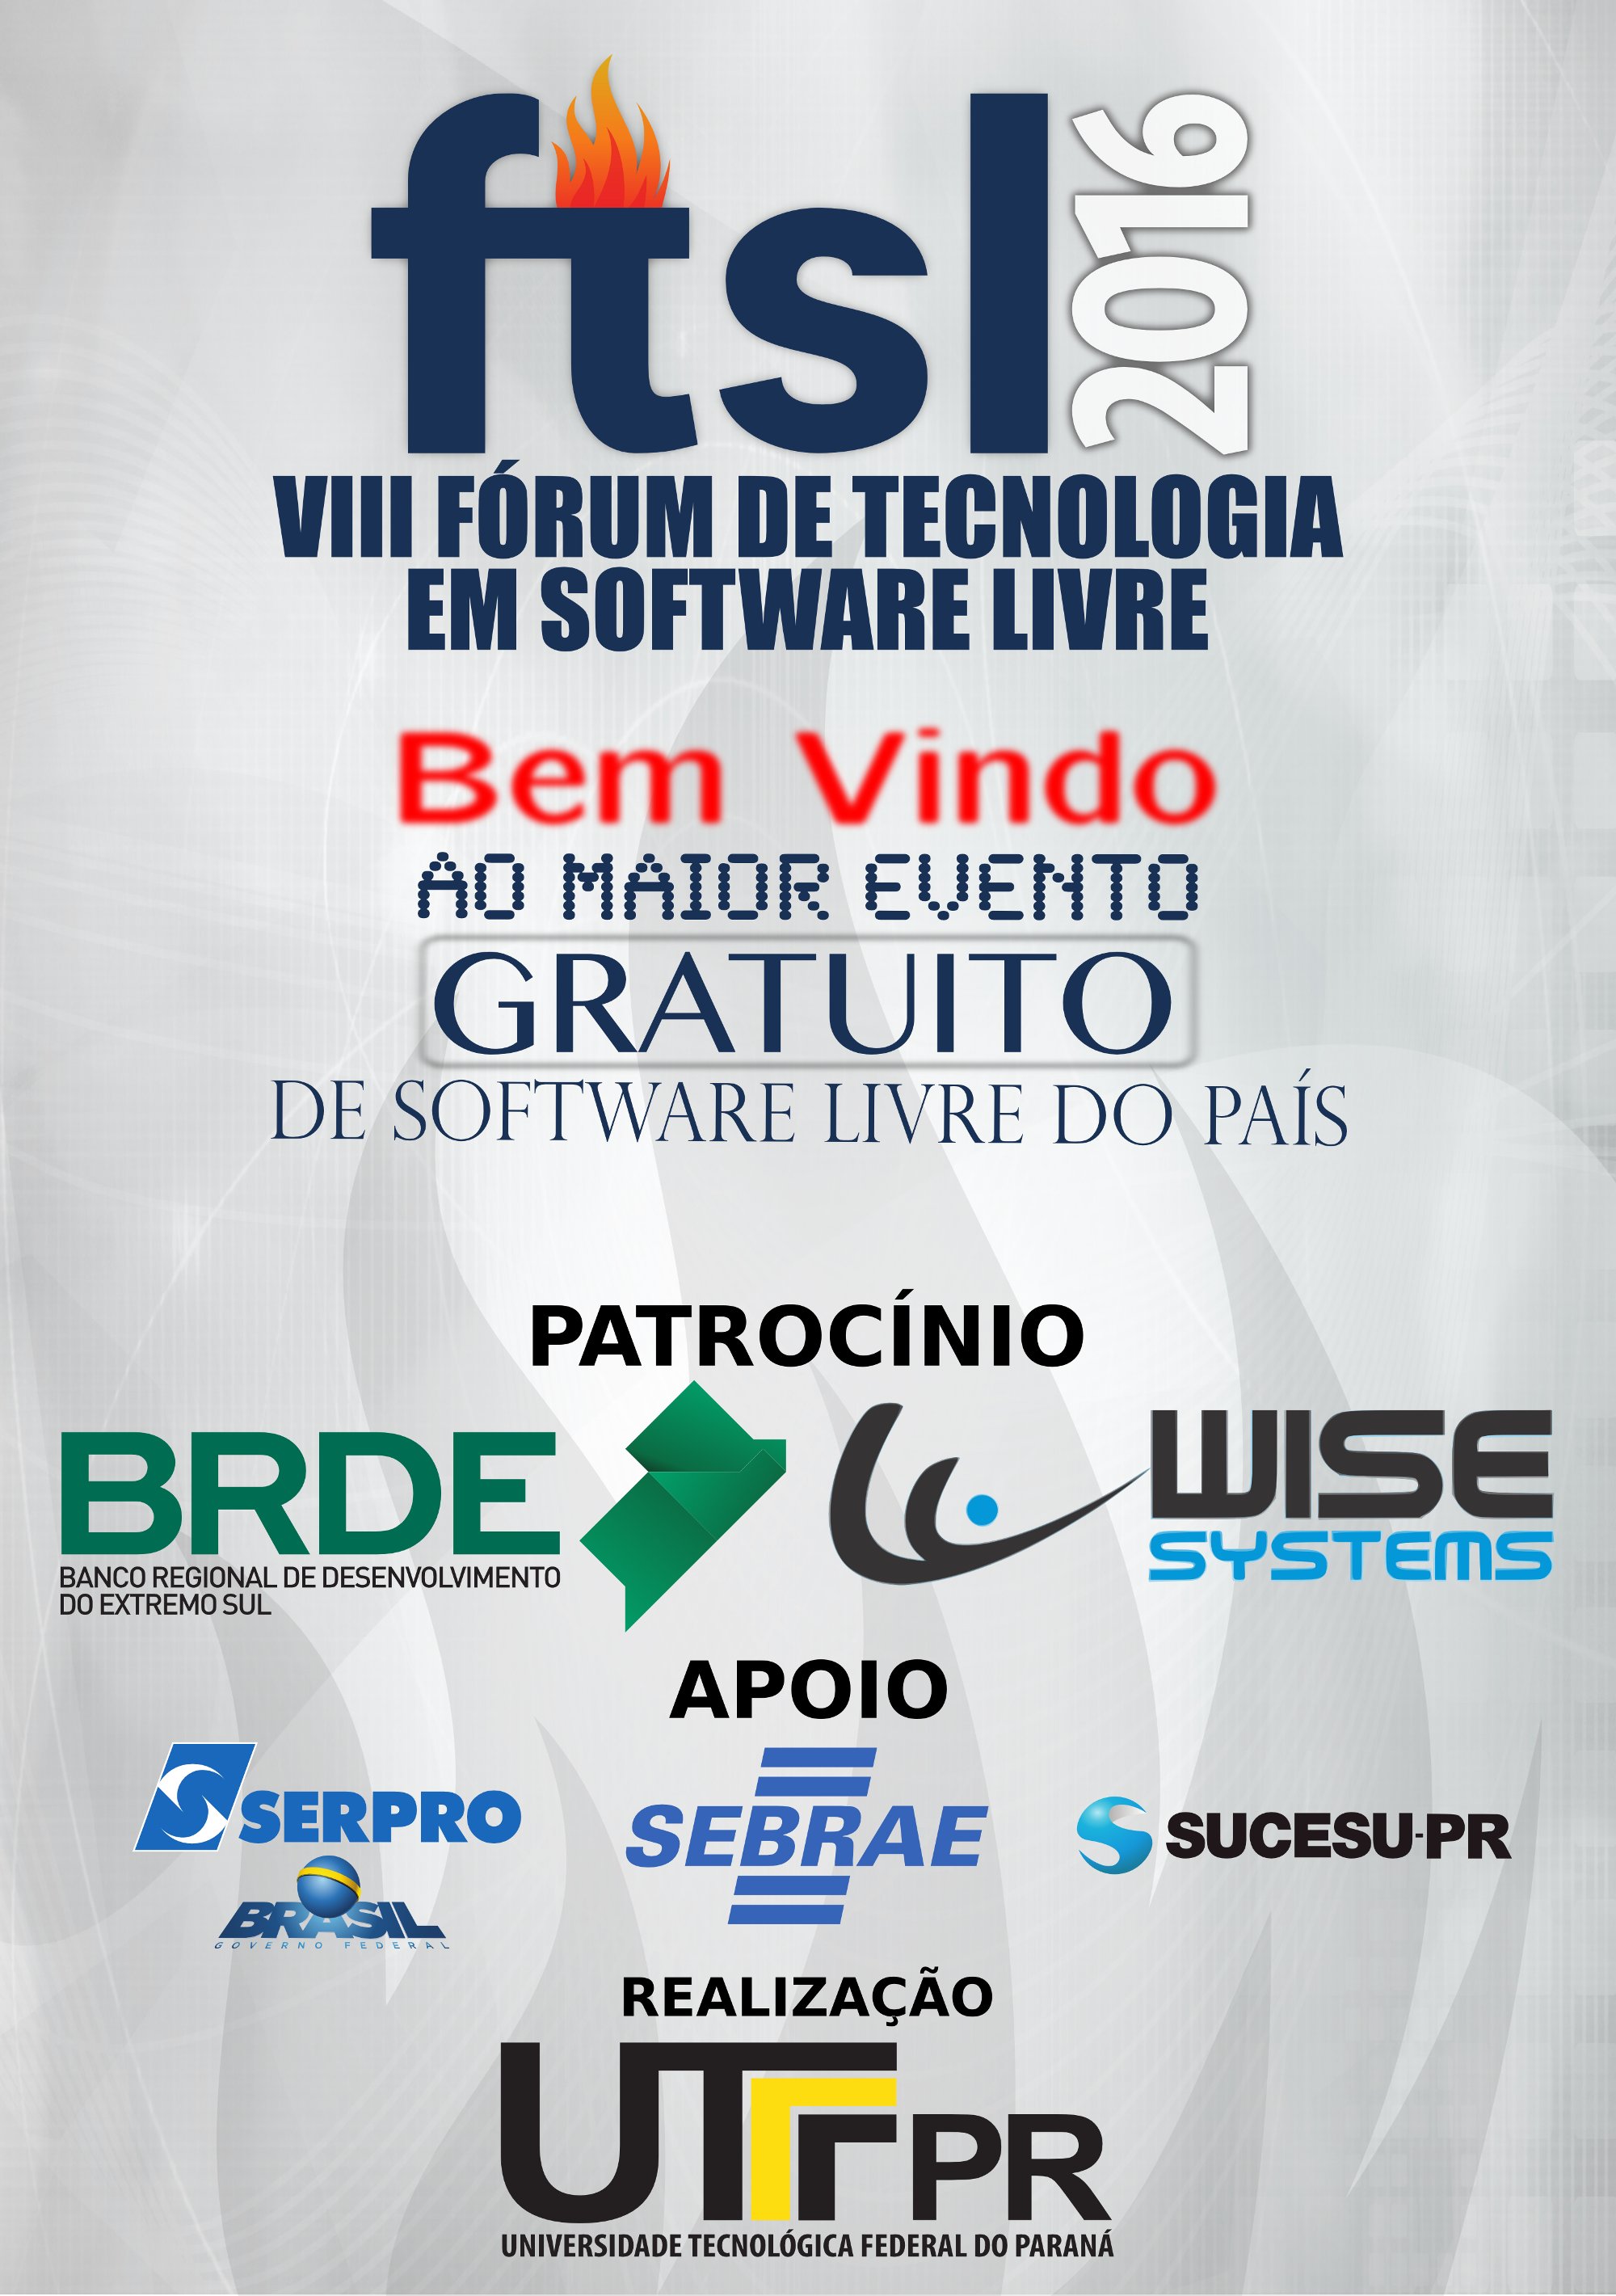 ftsl 2016
VIII FÓRUM DE TECNOLOGIA
EM SOFTWARE LIVRE
Bem Vindo
AO MAIOR EVENTO
GRATUITO
DE SOFTWARE LIVRE DO PAÍS
PATROCÍNIO
BRDE
BANCO REGIONAL DE DESENVOLVIMENTO
DO EXTREMO SUL
WISE
SYSTEMS
APOIO
SERPRO
BRASIL
GOVERNO FEDERAL
SEBRAE
SUCESU-PR
REALIZAÇÃO
UTFPR
UNIVERSIDADE TECNOLÓGICA FEDERAL DO PARANÁ